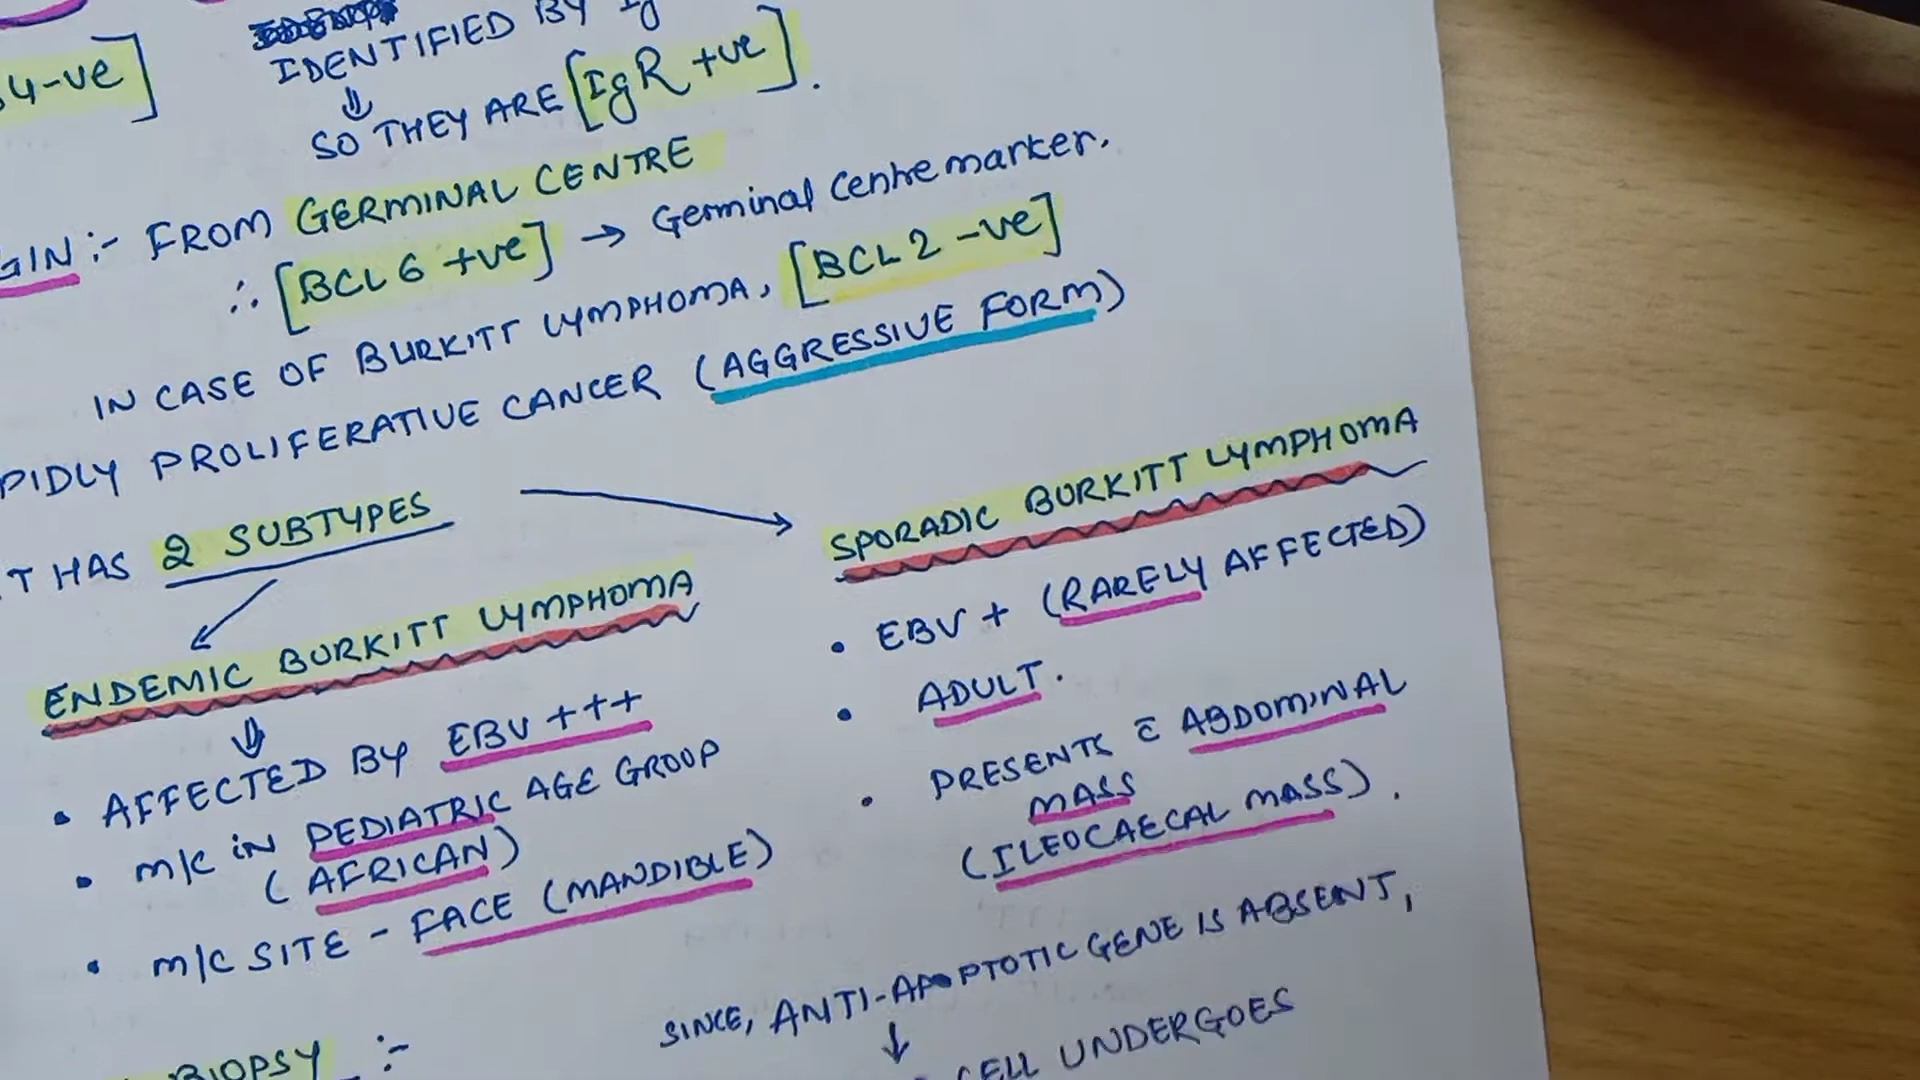 4-ve]
IDENTIFIED BY Ig
⇓
SO THEY ARE [IgR +ve].
GIN :- FROM GERMINAL CENTRE
∴ [BCL 6 +ve] → Germinal Centre marker.
IN CASE OF BURKITT LYMPHOMA, [BCL 2 -ve]
PIDLY PROLIFERATIVE CANCER (AGGRESSIVE FORM)
T HAS 2 SUBTYPES
ENDEMIC BURKITT LYMPHOMA
⇓
• AFFECTED BY EBV +++
• m/c in PEDIATRIC AGE GROUP
(AFRICAN)
• m/c SITE - FACE (MANDIBLE)
SPORADIC BURKITT LYMPHOMA
• EBV + (RARELY AFFECTED)
• ADULT.
• PRESENTS c̄ ABDOMINAL
MASS
(ILEOCAECAL MASS).
SINCE, ANTI-APOPTOTIC GENE IS ABSENT,
↓
CELL UNDERGOES
BIOPSY :-